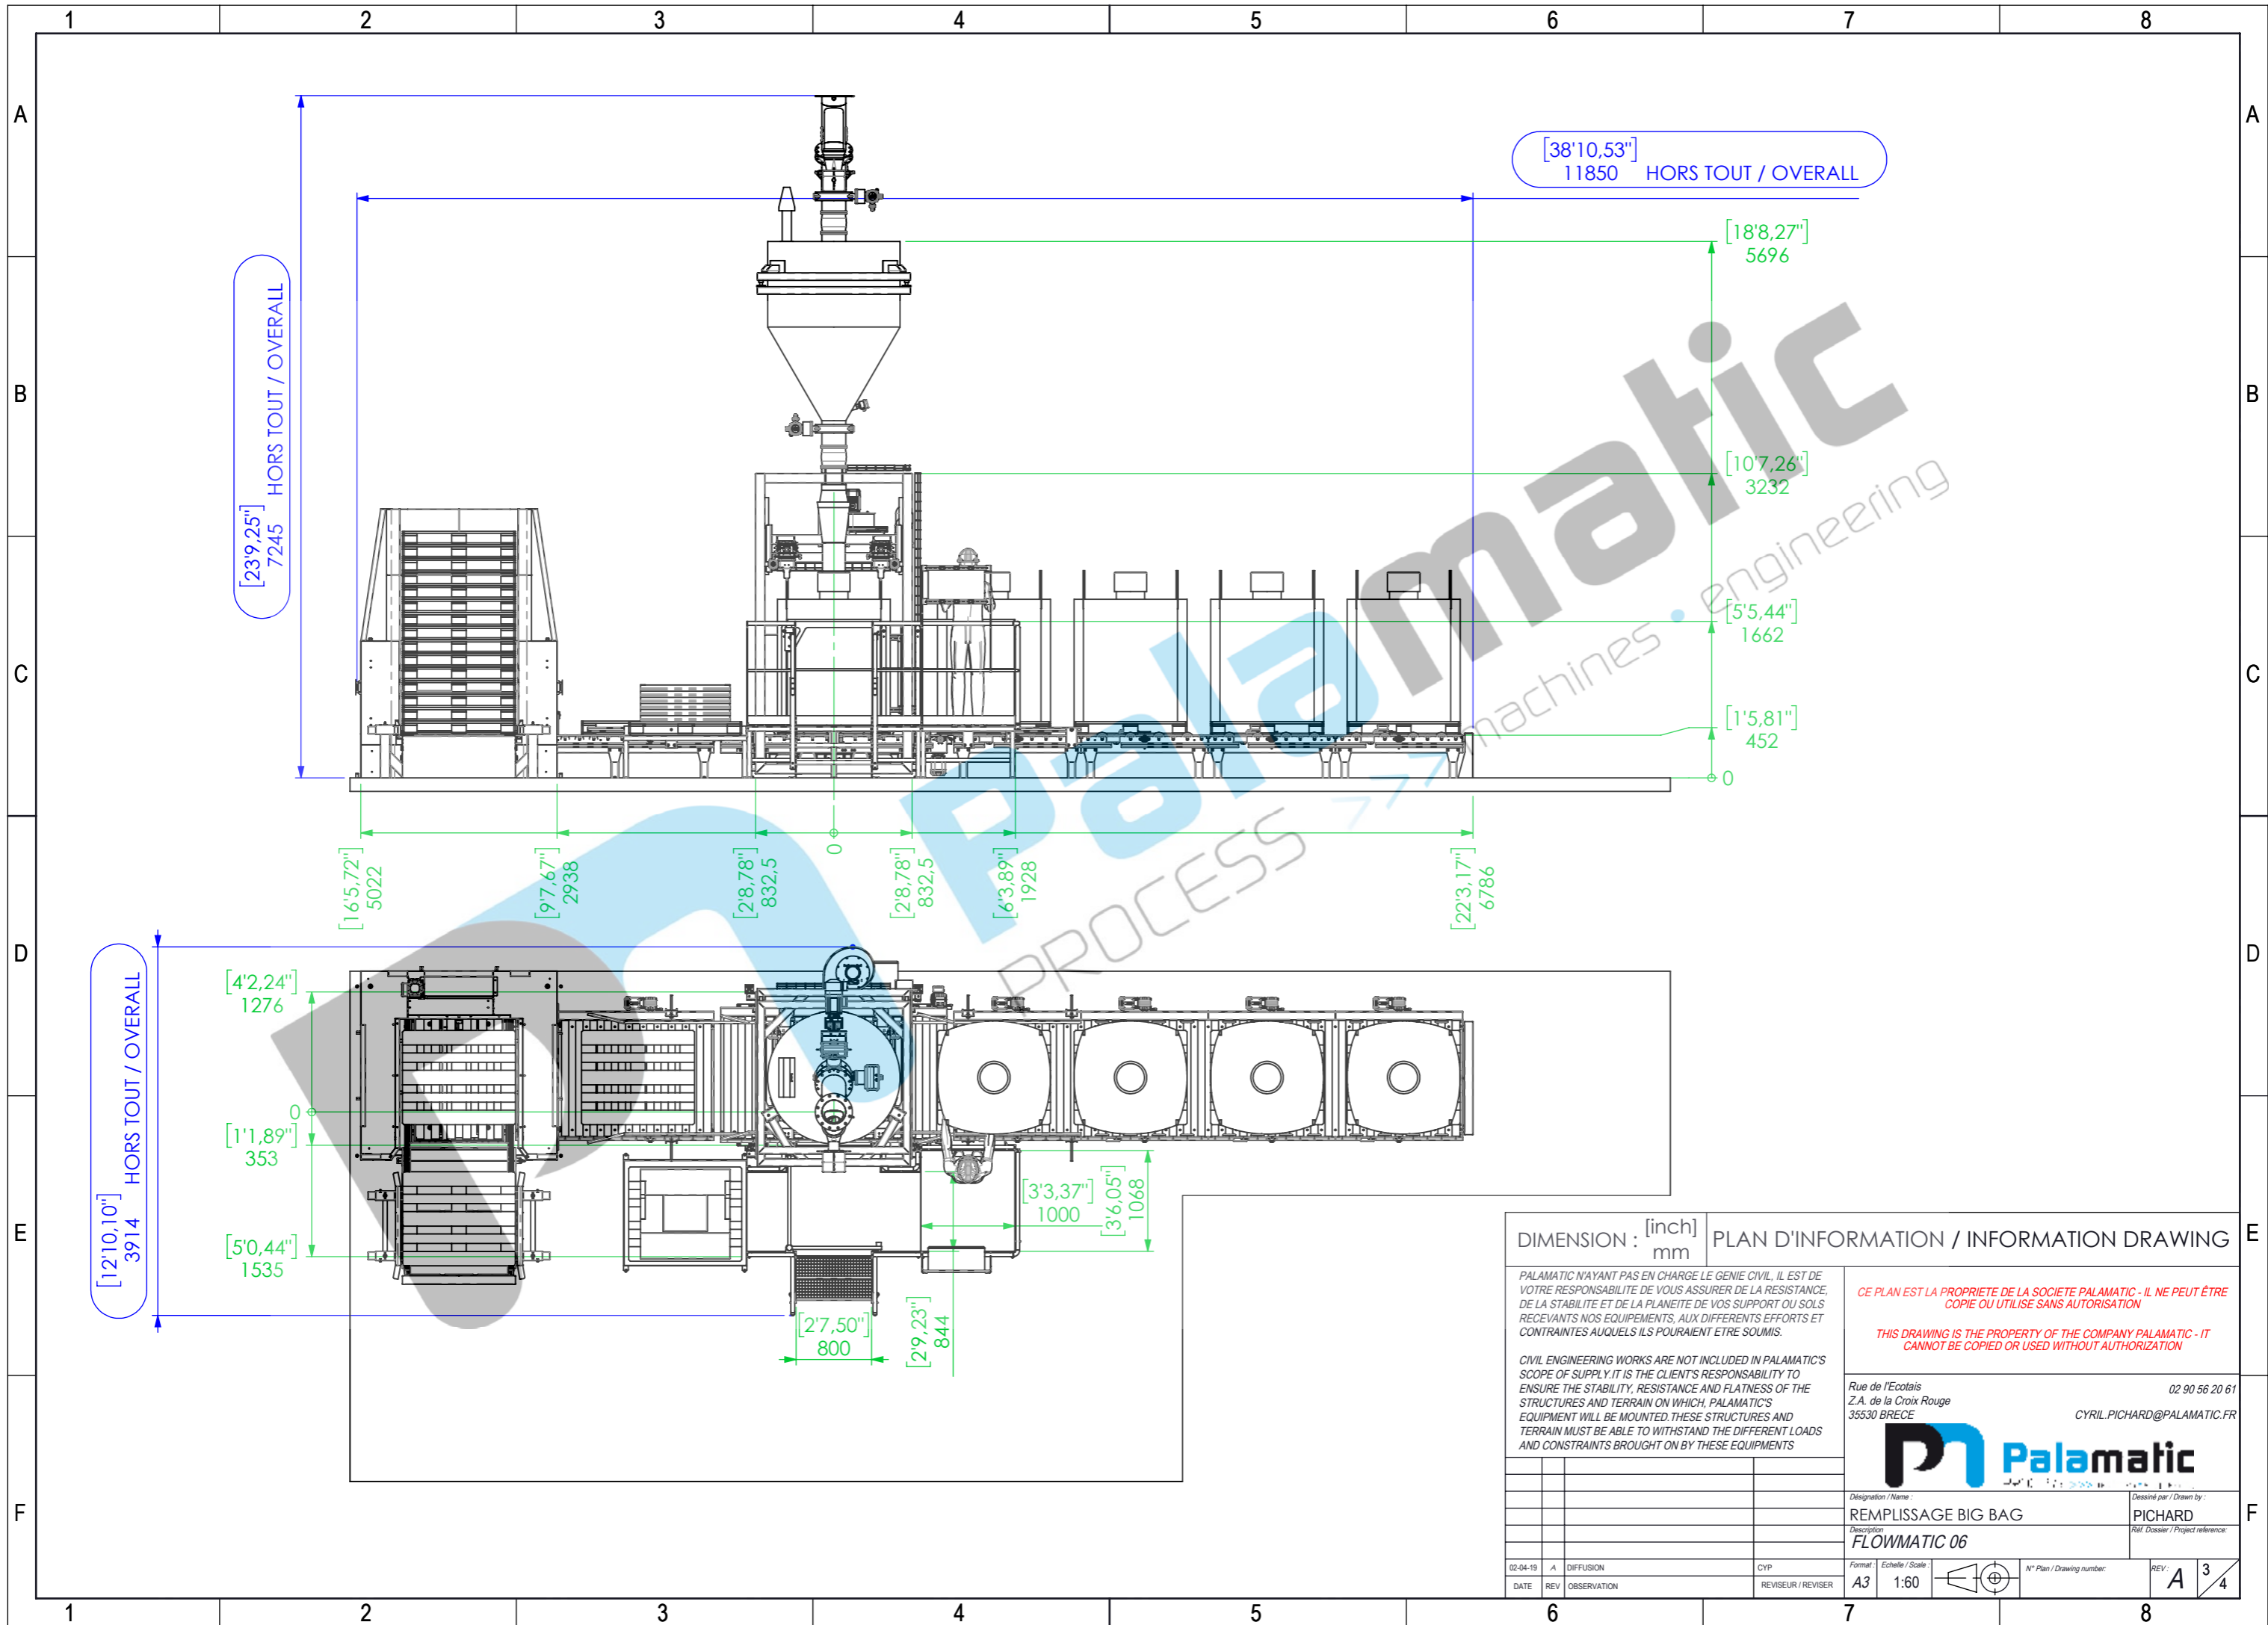 1 2 3 4 5 6 7 8
A
B
C
D
E
F
A
B
C
D
E
F
[38'10,53"]
11850 HORS TOUT / OVERALL
[23'9,25"]
7245 HORS TOUT / OVERALL
[18'8,27"]
5696
[10'7,26"]
3232
[5'5,44"]
1662
[1'5,81"]
452
0
[16'5,72"]
5022
[9'7,67"]
2938
[2'8,78"]
832,5
0
[2'8,78"]
832,5
[6'3,89"]
1928
[22'3,17"]
6786
[12'10,10"]
3914 HORS TOUT / OVERALL
[4'2,24"]
1276
0
[1'1,89"]
353
[5'0,44"]
1535
[3'3,37"]
1000
[3'6,05"]
1068
[2'7,50"]
800
[2'9,23"]
844
Palamatic
PROCESS >>> machines • engineering
DIMENSION : [inch]
mm
PLAN D'INFORMATION / INFORMATION DRAWING
PALAMATIC N'AYANT PAS EN CHARGE LE GENIE CIVIL, IL EST DE
VOTRE RESPONSABILITE DE VOUS ASSURER DE LA RESISTANCE,
DE LA STABILITE ET DE LA PLANEITE DE VOS SUPPORT OU SOLS
RECEVANTS NOS EQUIPEMENTS, AUX DIFFERENTS EFFORTS ET
CONTRAINTES AUQUELS ILS POURAIENT ETRE SOUMIS.
CIVIL ENGINEERING WORKS ARE NOT INCLUDED IN PALAMATIC'S
SCOPE OF SUPPLY.IT IS THE CLIENT'S RESPONSABILITY TO
ENSURE THE STABILITY, RESISTANCE AND FLATNESS OF THE
STRUCTURES AND TERRAIN ON WHICH, PALAMATIC'S
EQUIPMENT WILL BE MOUNTED.THESE STRUCTURES AND
TERRAIN MUST BE ABLE TO WITHSTAND THE DIFFERENT LOADS
AND CONSTRAINTS BROUGHT ON BY THESE EQUIPMENTS
CE PLAN EST LA PROPRIETE DE LA SOCIETE PALAMATIC - IL NE PEUT ÊTRE
COPIE OU UTILISE SANS AUTORISATION
THIS DRAWING IS THE PROPERTY OF THE COMPANY PALAMATIC - IT
CANNOT BE COPIED OR USED WITHOUT AUTHORIZATION
Rue de l'Ecotais
Z.A. de la Croix Rouge
35530 BRECE
02 90 56 20 61
CYRIL.PICHARD@PALAMATIC.FR
Palamatic
Désignation / Name :
REMPLISSAGE BIG BAG
Dessiné par / Drawn by :
PICHARD
Description
FLOWMATIC 06
Réf. Dossier / Project reference:
02-04-19 A DIFFUSION CYP
DATE REV OBSERVATION REVISEUR / REVISER
Format :
A3
Echelle / Scale :
1:60
N° Plan / Drawing number:
REV :
A
3/4
1 2 3 4 5 6 7 8